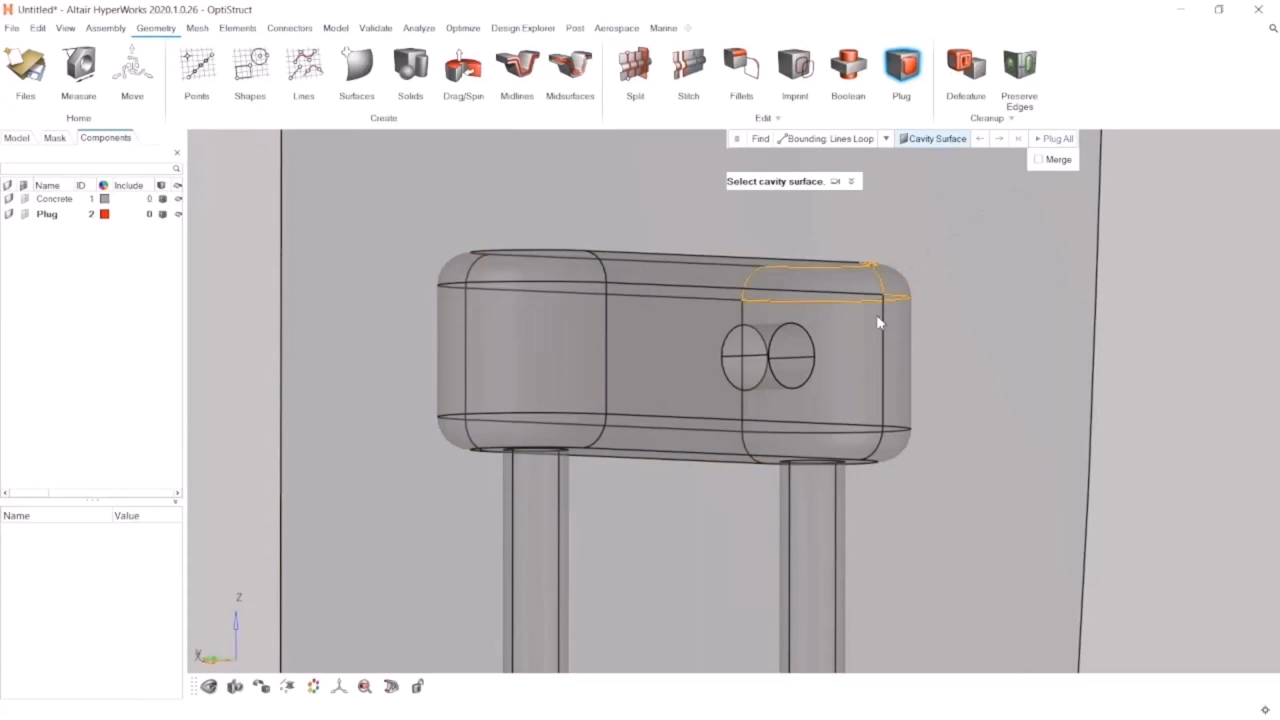 Untitled* - Altair HyperWorks 2020.1.0.26 - OptiStruct
File Edit View Assembly Geometry Mesh Elements Connectors Model Validate Analyze Optimize Design Explorer Post Aerospace Marine
Files Measure Move Points Shapes Lines Surfaces Solids Drag/Spin Midlines Midsurfaces Split Stitch Fillets Imprint Boolean Plug Defeature Preserve Edges
Home Create Edit Cleanup
Model Mask Components
Find Bounding: Lines Loop Cavity Surface Plug All
Merge
Select cavity surface.
Name ID Include
Concrete 1 0
Plug 2 0
Name Value
Z
X